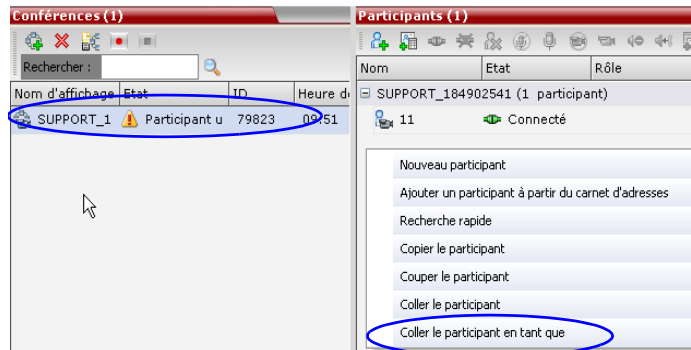 Conférences (1)
Rechercher :
Nom d'affichage Etat ID Heure d
SUPPORT_1 Participant u 79823 09:51
Participants (1)
Nom Etat Rôle
SUPPORT_184902541 (1 participant)
11 Connecté
Nouveau participant
Ajouter un participant à partir du carnet d'adresses
Recherche rapide
Copier le participant
Couper le participant
Coller le participant
Coller le participant en tant que